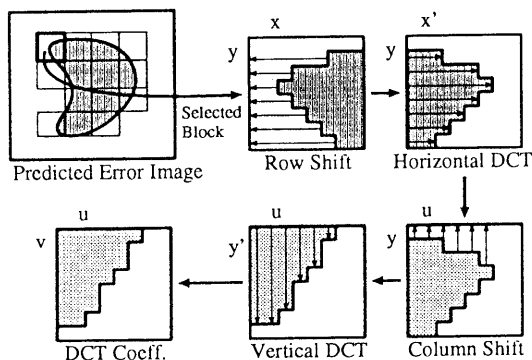 x
y
Selected
Block
Row Shift
x'
y
Horizontal DCT
Predicted Error Image
u
v
DCT Coeff.
u
y'
Vertical DCT
u
y
Column Shift